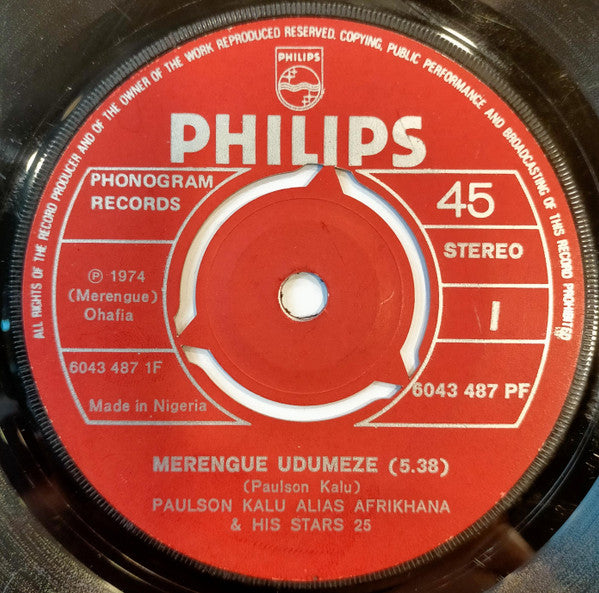 ALL RIGHTS OF THE RECORD PRODUCER AND OF THE OWNER OF THE WORK REPRODUCED RESERVED. COPYING, PUBLIC PERFORMANCE AND BROADCASTING OF THIS RECORD PROHIBITED
PHILIPS
PHILIPS
PHONOGRAM
RECORDS
45
STEREO
℗ 1974
(Merengue)
Ohafia
I
6043 487 1F
6043 487 PF
Made in Nigeria
MERENGUE UDUMEZE (5.38)
(Paulson Kalu)
PAULSON KALU ALIAS AFRIKHANA
& HIS STARS 25